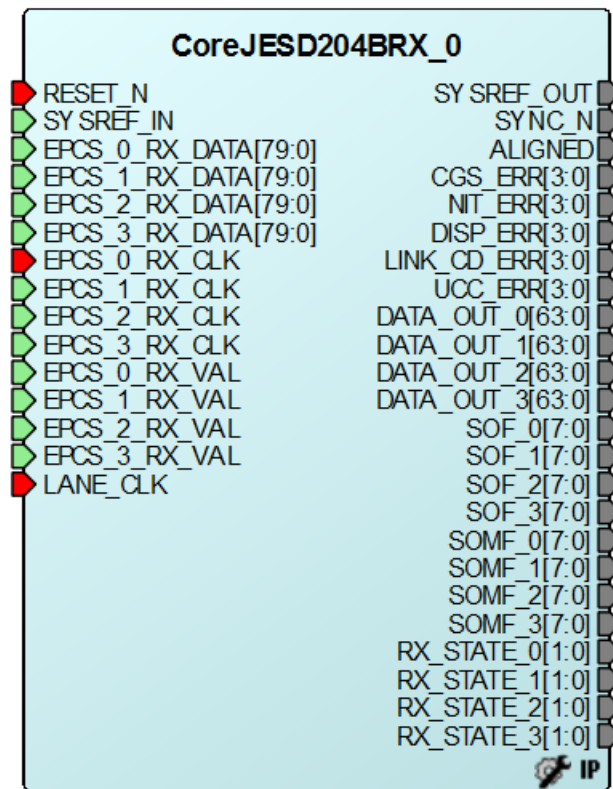 CoreJESD204BRX_0
RESET_N
SYSREF_IN
EPCS_0_RX_DATA[79:0]
EPCS_1_RX_DATA[79:0]
EPCS_2_RX_DATA[79:0]
EPCS_3_RX_DATA[79:0]
EPCS_0_RX_CLK
EPCS_1_RX_CLK
EPCS_2_RX_CLK
EPCS_3_RX_CLK
EPCS_0_RX_VAL
EPCS_1_RX_VAL
EPCS_2_RX_VAL
EPCS_3_RX_VAL
LANE_CLK
SYSREF_OUT
SYNC_N
ALIGNED
CGS_ERR[3:0]
NIT_ERR[3:0]
DISP_ERR[3:0]
LINK_CD_ERR[3:0]
UCC_ERR[3:0]
DATA_OUT_0[63:0]
DATA_OUT_1[63:0]
DATA_OUT_2[63:0]
DATA_OUT_3[63:0]
SOF_0[7:0]
SOF_1[7:0]
SOF_2[7:0]
SOF_3[7:0]
SOMF_0[7:0]
SOMF_1[7:0]
SOMF_2[7:0]
SOMF_3[7:0]
RX_STATE_0[1:0]
RX_STATE_1[1:0]
RX_STATE_2[1:0]
RX_STATE_3[1:0]
IP